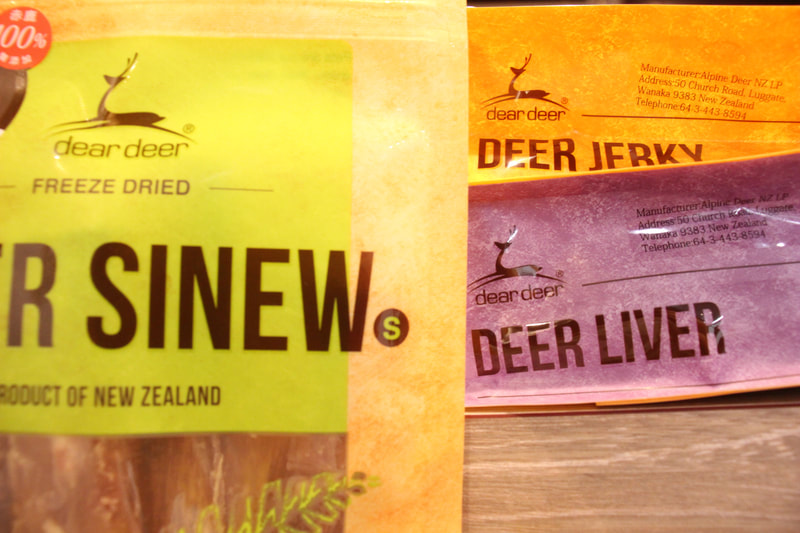 100%
dear deer ®
FREEZE DRIED
R SINEW S
PRODUCT OF NEW ZEALAND
dear deer ®
Manufacturer:Alpine Deer NZ LP
Address:50 Church Road, Luggate,
Wanaka 9383 New Zealand
Telephone:64-3-443-8594
DEER JERKY
dear deer ®
Manufacturer:Alpine Deer NZ LP
Address:50 Church Road, Luggate,
Wanaka 9383 New Zealand
Telephone:64-3-443-8594
DEER LIVER